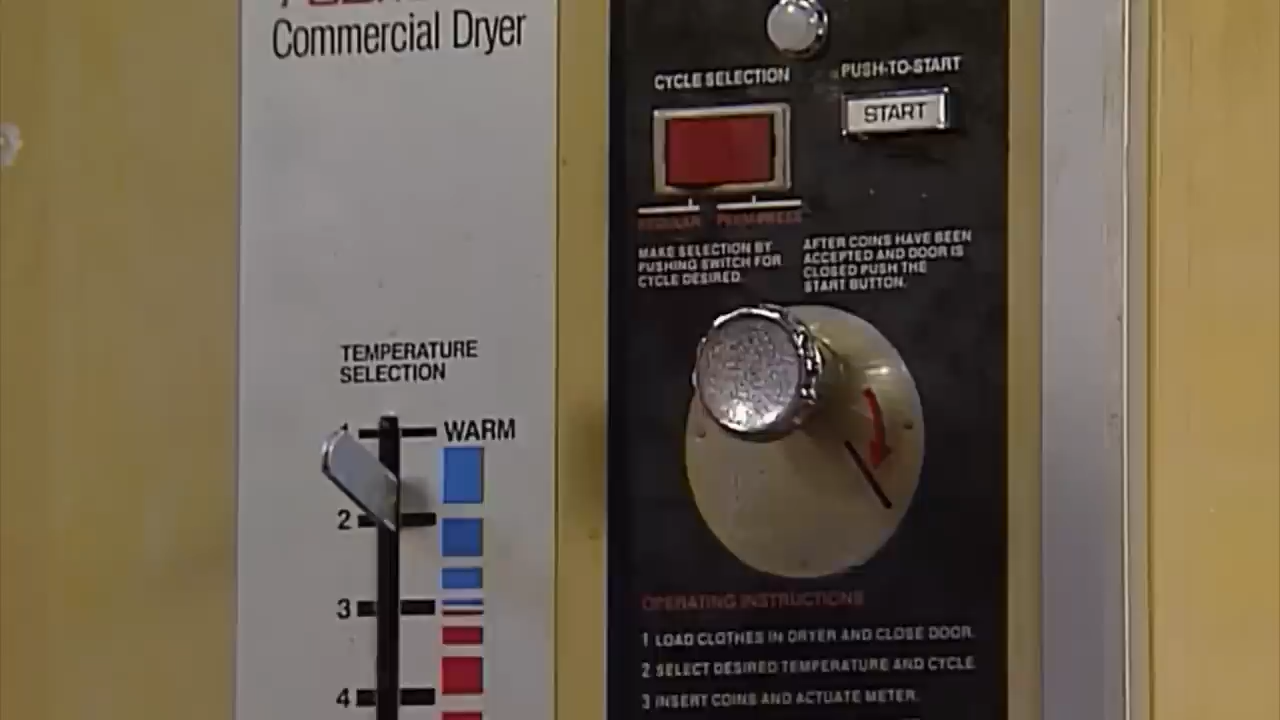 Commercial Dryer
CYCLE SELECTION
PUSH-TO-START
START
REGULAR PERM-PRESS
MAKE SELECTION BY
PUSHING SWITCH FOR
CYCLE DESIRED.
AFTER COINS HAVE BEEN
ACCEPTED AND DOOR IS
CLOSED PUSH THE
START BUTTON.
TEMPERATURE
SELECTION
1 WARM
2
3
4
OPERATING INSTRUCTIONS
1 LOAD CLOTHES IN DRYER AND CLOSE DOOR.
2 SELECT DESIRED TEMPERATURE AND CYCLE.
3 INSERT COINS AND ACTUATE METER.